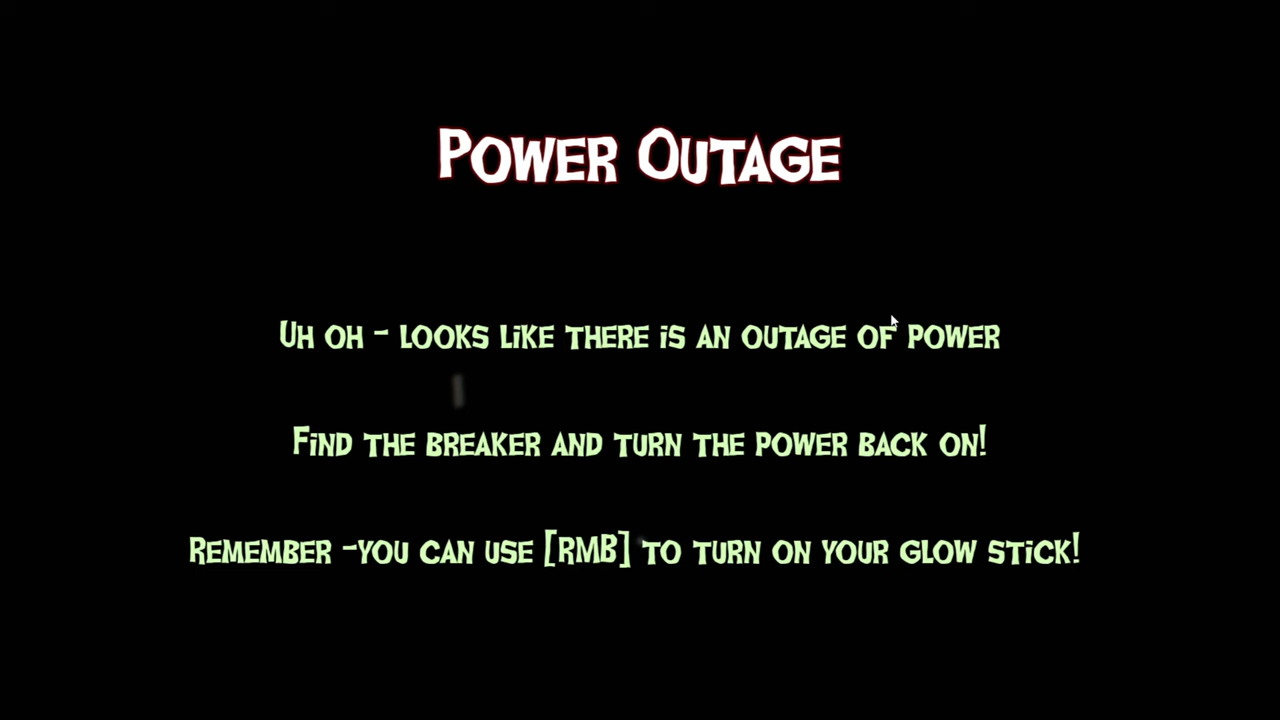 Power Outage
Uh oh - looks like there is an outage of power
Find the breaker and turn the power back on!
Remember -you can use [RMB] to turn on your glow stick!